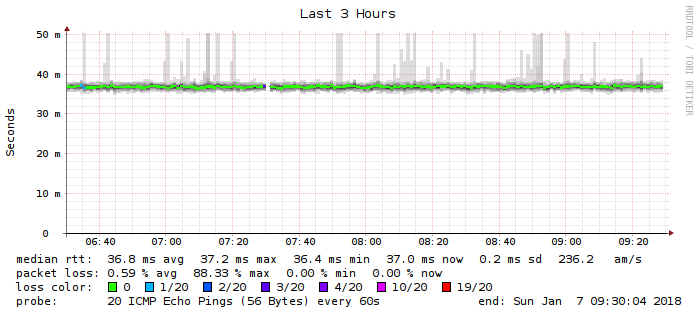 Last 3 Hours
RRDTOOL / TOBI OETIKER
Seconds
50 m
40 m
30 m
20 m
10 m
0
06:40 07:00 07:20 07:40 08:00 08:20 08:40 09:00 09:20
median rtt: 36.8 ms avg 37.2 ms max 36.4 ms min 37.0 ms now 0.2 ms sd 236.2 am/s
packet loss: 0.59 % avg 88.33 % max 0.00 % min 0.00 % now
loss color: 0 1/20 2/20 3/20 4/20 10/20 19/20
probe: 20 ICMP Echo Pings (56 Bytes) every 60s end: Sun Jan 7 09:30:04 2018